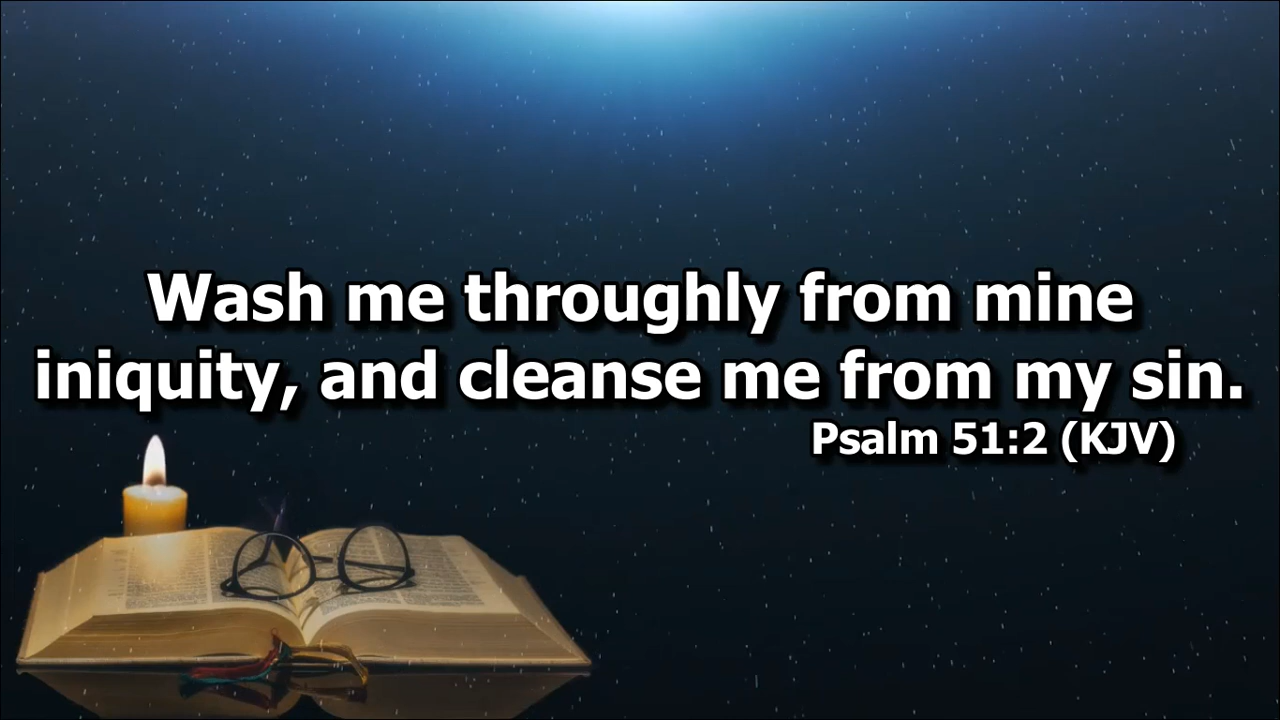 Wash me throughly from mine
iniquity, and cleanse me from my sin.
Psalm 51:2 (KJV)